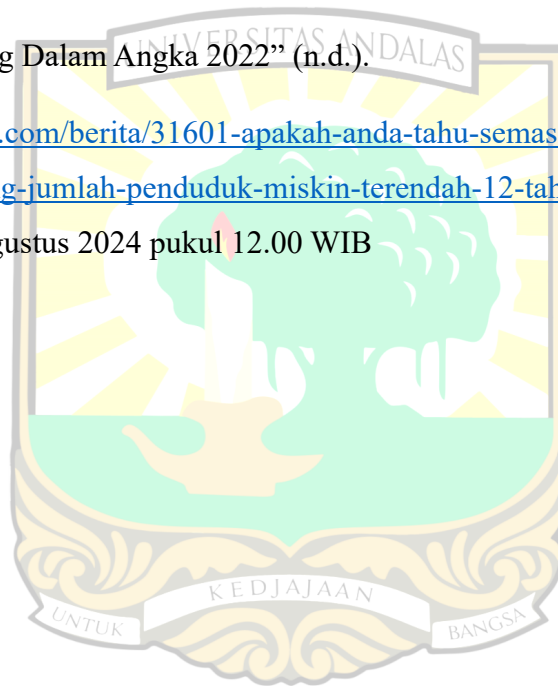 g Dalam Angka 2022” (n.d.).
UNIVERSITAS ANDALAS
.com/berita/31601-apakah-anda-tahu-semas
g-jumlah-penduduk-miskin-terendah-12-tah
gustus 2024 pukul 12.00 WIB
KEDJAJAAN
UNTUK
BANGSA